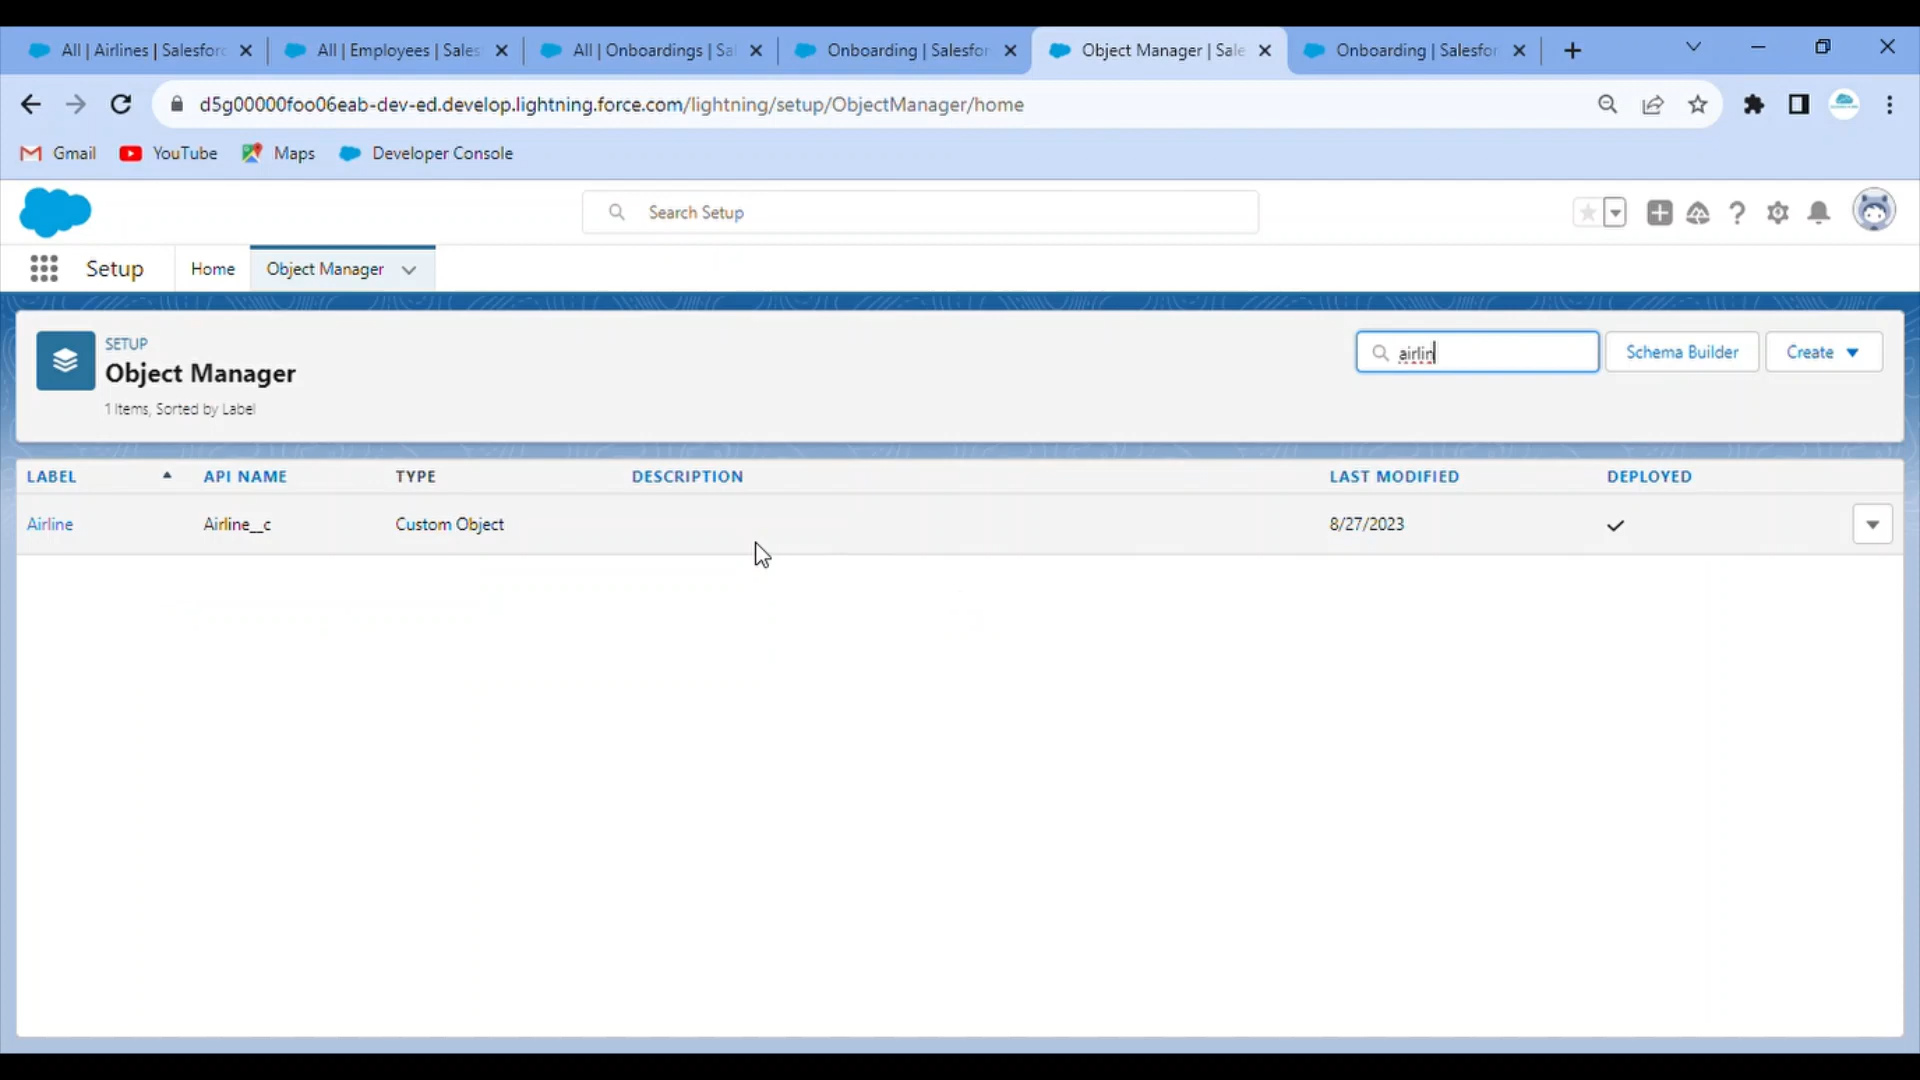 All | Airlines | Salesforc
All | Employees | Sales
All | Onboardings | Sal
Onboarding | Salesfor
Object Manager | Sale
Onboarding | Salesfor
d5g00000foo06eab-dev-ed.develop.lightning.force.com/lightning/setup/ObjectManager/home
Gmail
YouTube
Maps
Developer Console
Search Setup
Setup
Home
Object Manager
SETUP
Object Manager
1 Items, Sorted by Label
airlin
Schema Builder
Create
LABEL API NAME TYPE DESCRIPTION LAST MODIFIED DEPLOYED
Airline Airline__c Custom Object 8/27/2023